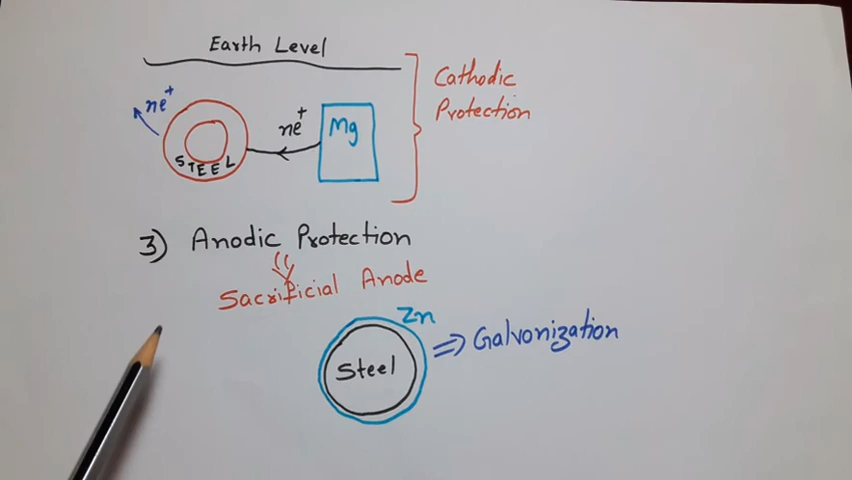 Earth Level
Cathodic
Protection
ne+
ne+
Mg
STEEL
3) Anodic Protection
Sacrificial Anode
Zn
Steel
⇒ Galvonization